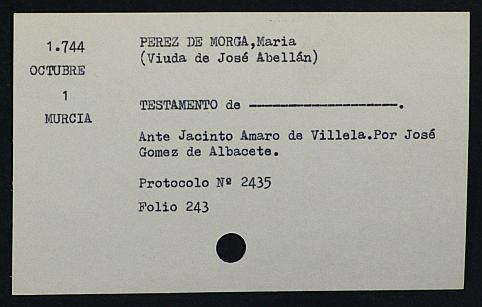 1.744
OCTUBRE
1
MURCIA
PEREZ DE MORGA,Maria
(Viuda de José Abellán)
TESTAMENTO de --------------------.
Ante Jacinto Amaro de Villela.Por José
Gomez de Albacete.
Protocolo Nº 2435
Folio 243